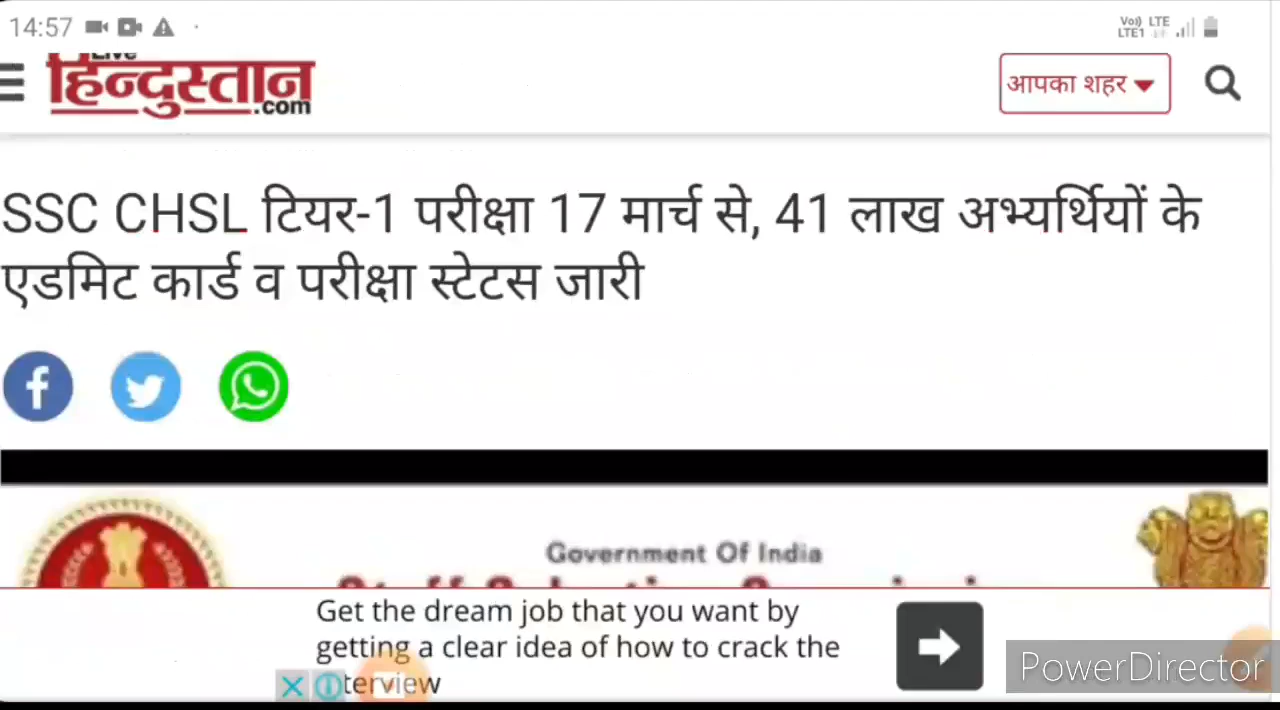 14:57
Vo)) LTE
LTE1
Live
हिन्दुस्तान
.com
आपका शहर
SSC CHSL टियर-1 परीक्षा 17 मार्च से, 41 लाख अभ्यर्थियों के
एडमिट कार्ड व परीक्षा स्टेटस जारी
Government Of India
Get the dream job that you want by
getting a clear idea of how to crack the
terview
PowerDirector